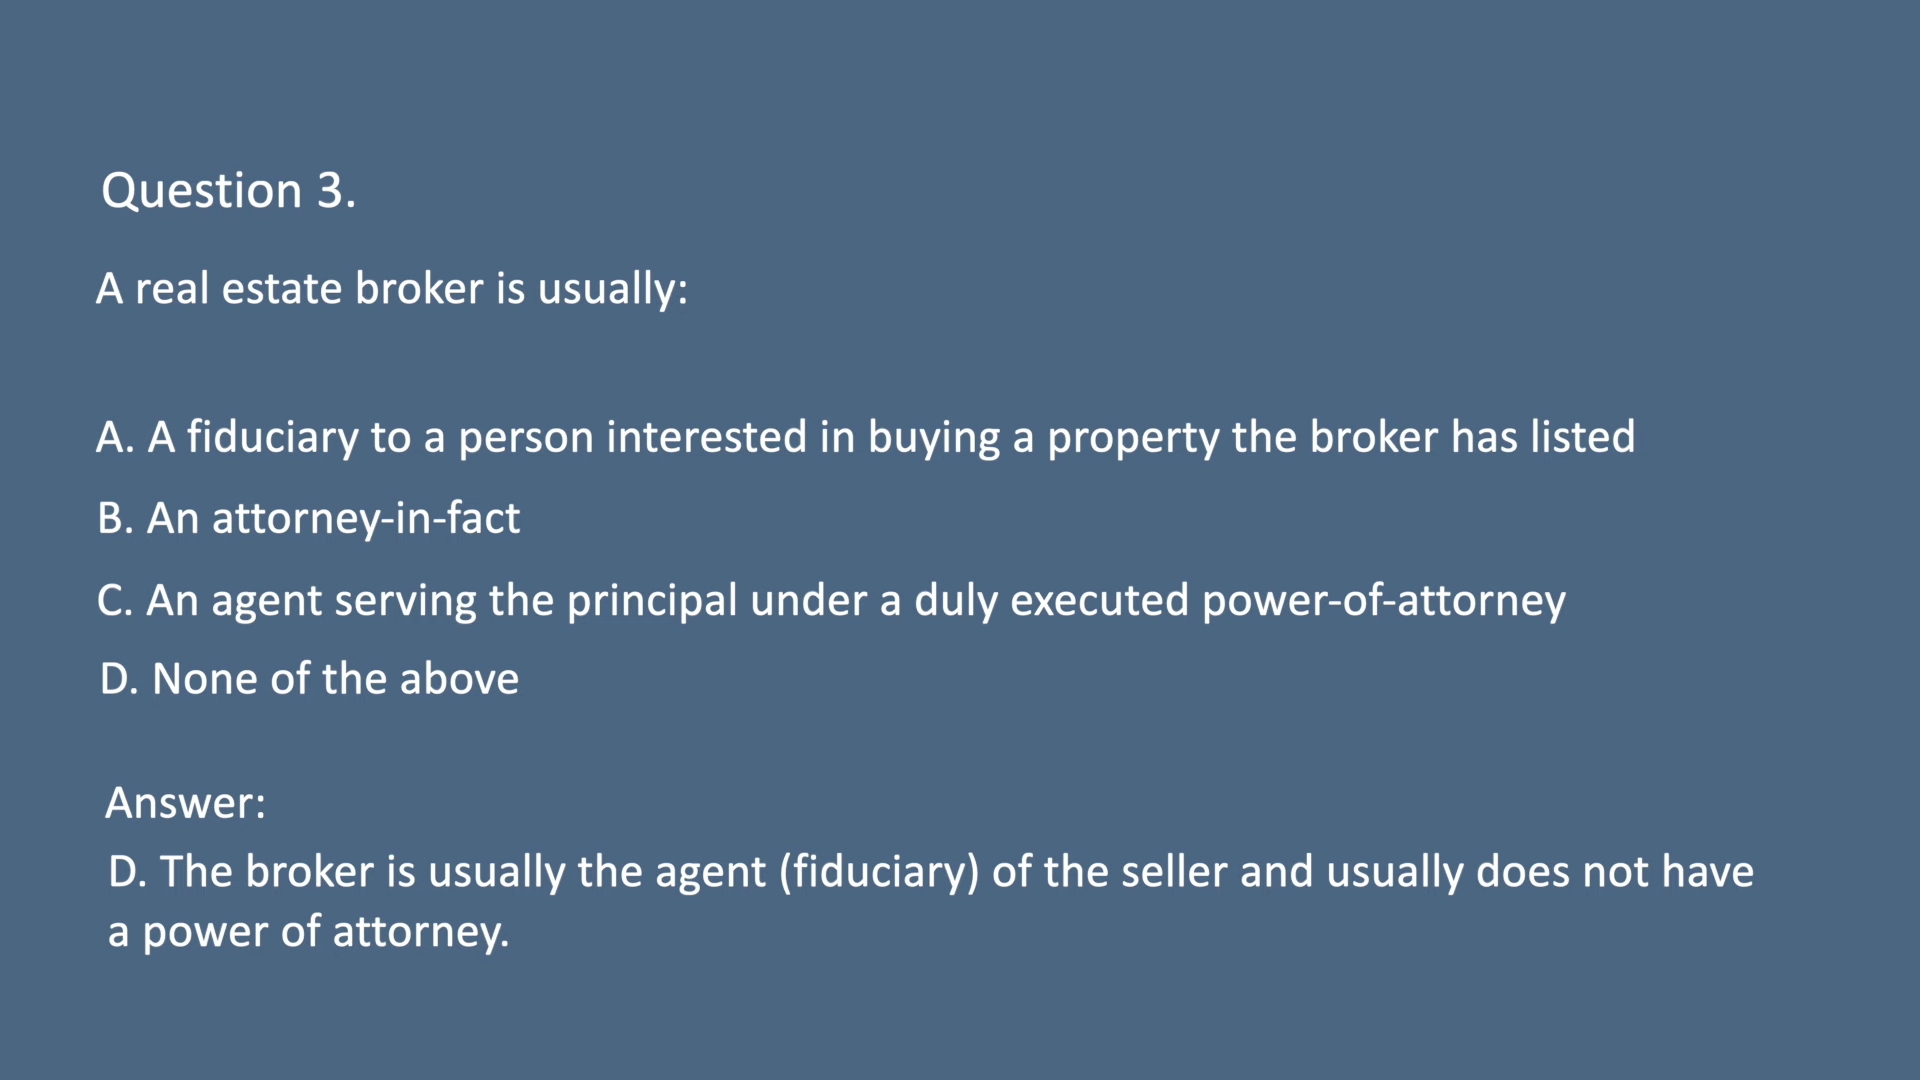 Question 3.
A real estate broker is usually:
A. A fiduciary to a person interested in buying a property the broker has listed
B. An attorney-in-fact
C. An agent serving the principal under a duly executed power-of-attorney
D. None of the above
Answer:
D. The broker is usually the agent (fiduciary) of the seller and usually does not have
a power of attorney.